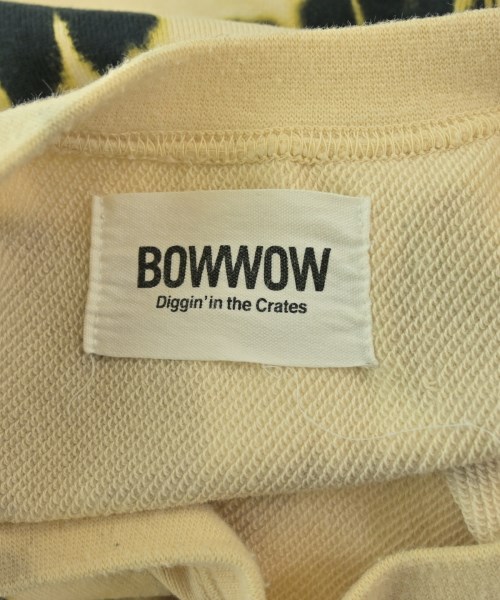 BOWWOW
Diggin' in the Crates